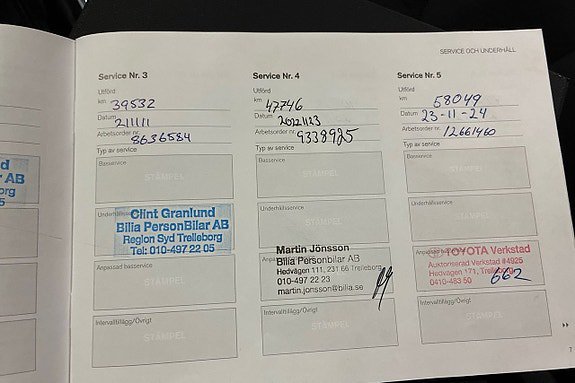 SERVICE OCH UNDERHÅLL
Service Nr. 3
Utförd
km 39532
Datum 211111
Arbetsorder nr. 8636584
Typ av service
Basservice
STÄMPEL
Underhållsservice
Clint Granlund
Bilia PersonBilar AB
Region Syd Trelleborg
Tel: 010-497 22 05
Anpassad basservice
Intervalltillägg/Övrigt
STÄMPEL
Service Nr. 4
Utförd
km 47746
Datum 20221123
Arbetsorder nr. 9338925
Typ av service
Basservice
STÄMPEL
Underhållsservice
STÄMPEL
Martin Jönsson
Bilia Personbilar AB
Hedvägen 111, 231 66 Trelleborg
010-497 22 23
martin.jonsson@bilia.se
Intervalltillägg/Övrigt
STÄMPEL
Service Nr. 5
Utförd
km 58049
Datum 23-11-24
Arbetsorder nr. 12661460
Typ av service
Basservice
STÄMPEL
Underhållsservice
STÄMPEL
TOYOTA Verkstad
Auktoriserad Verkstad #4925
Hedvägen 171, Trelleborg
0410-483 50
662
Intervalltillägg/Övrigt
STÄMPEL
d
AB
org
7